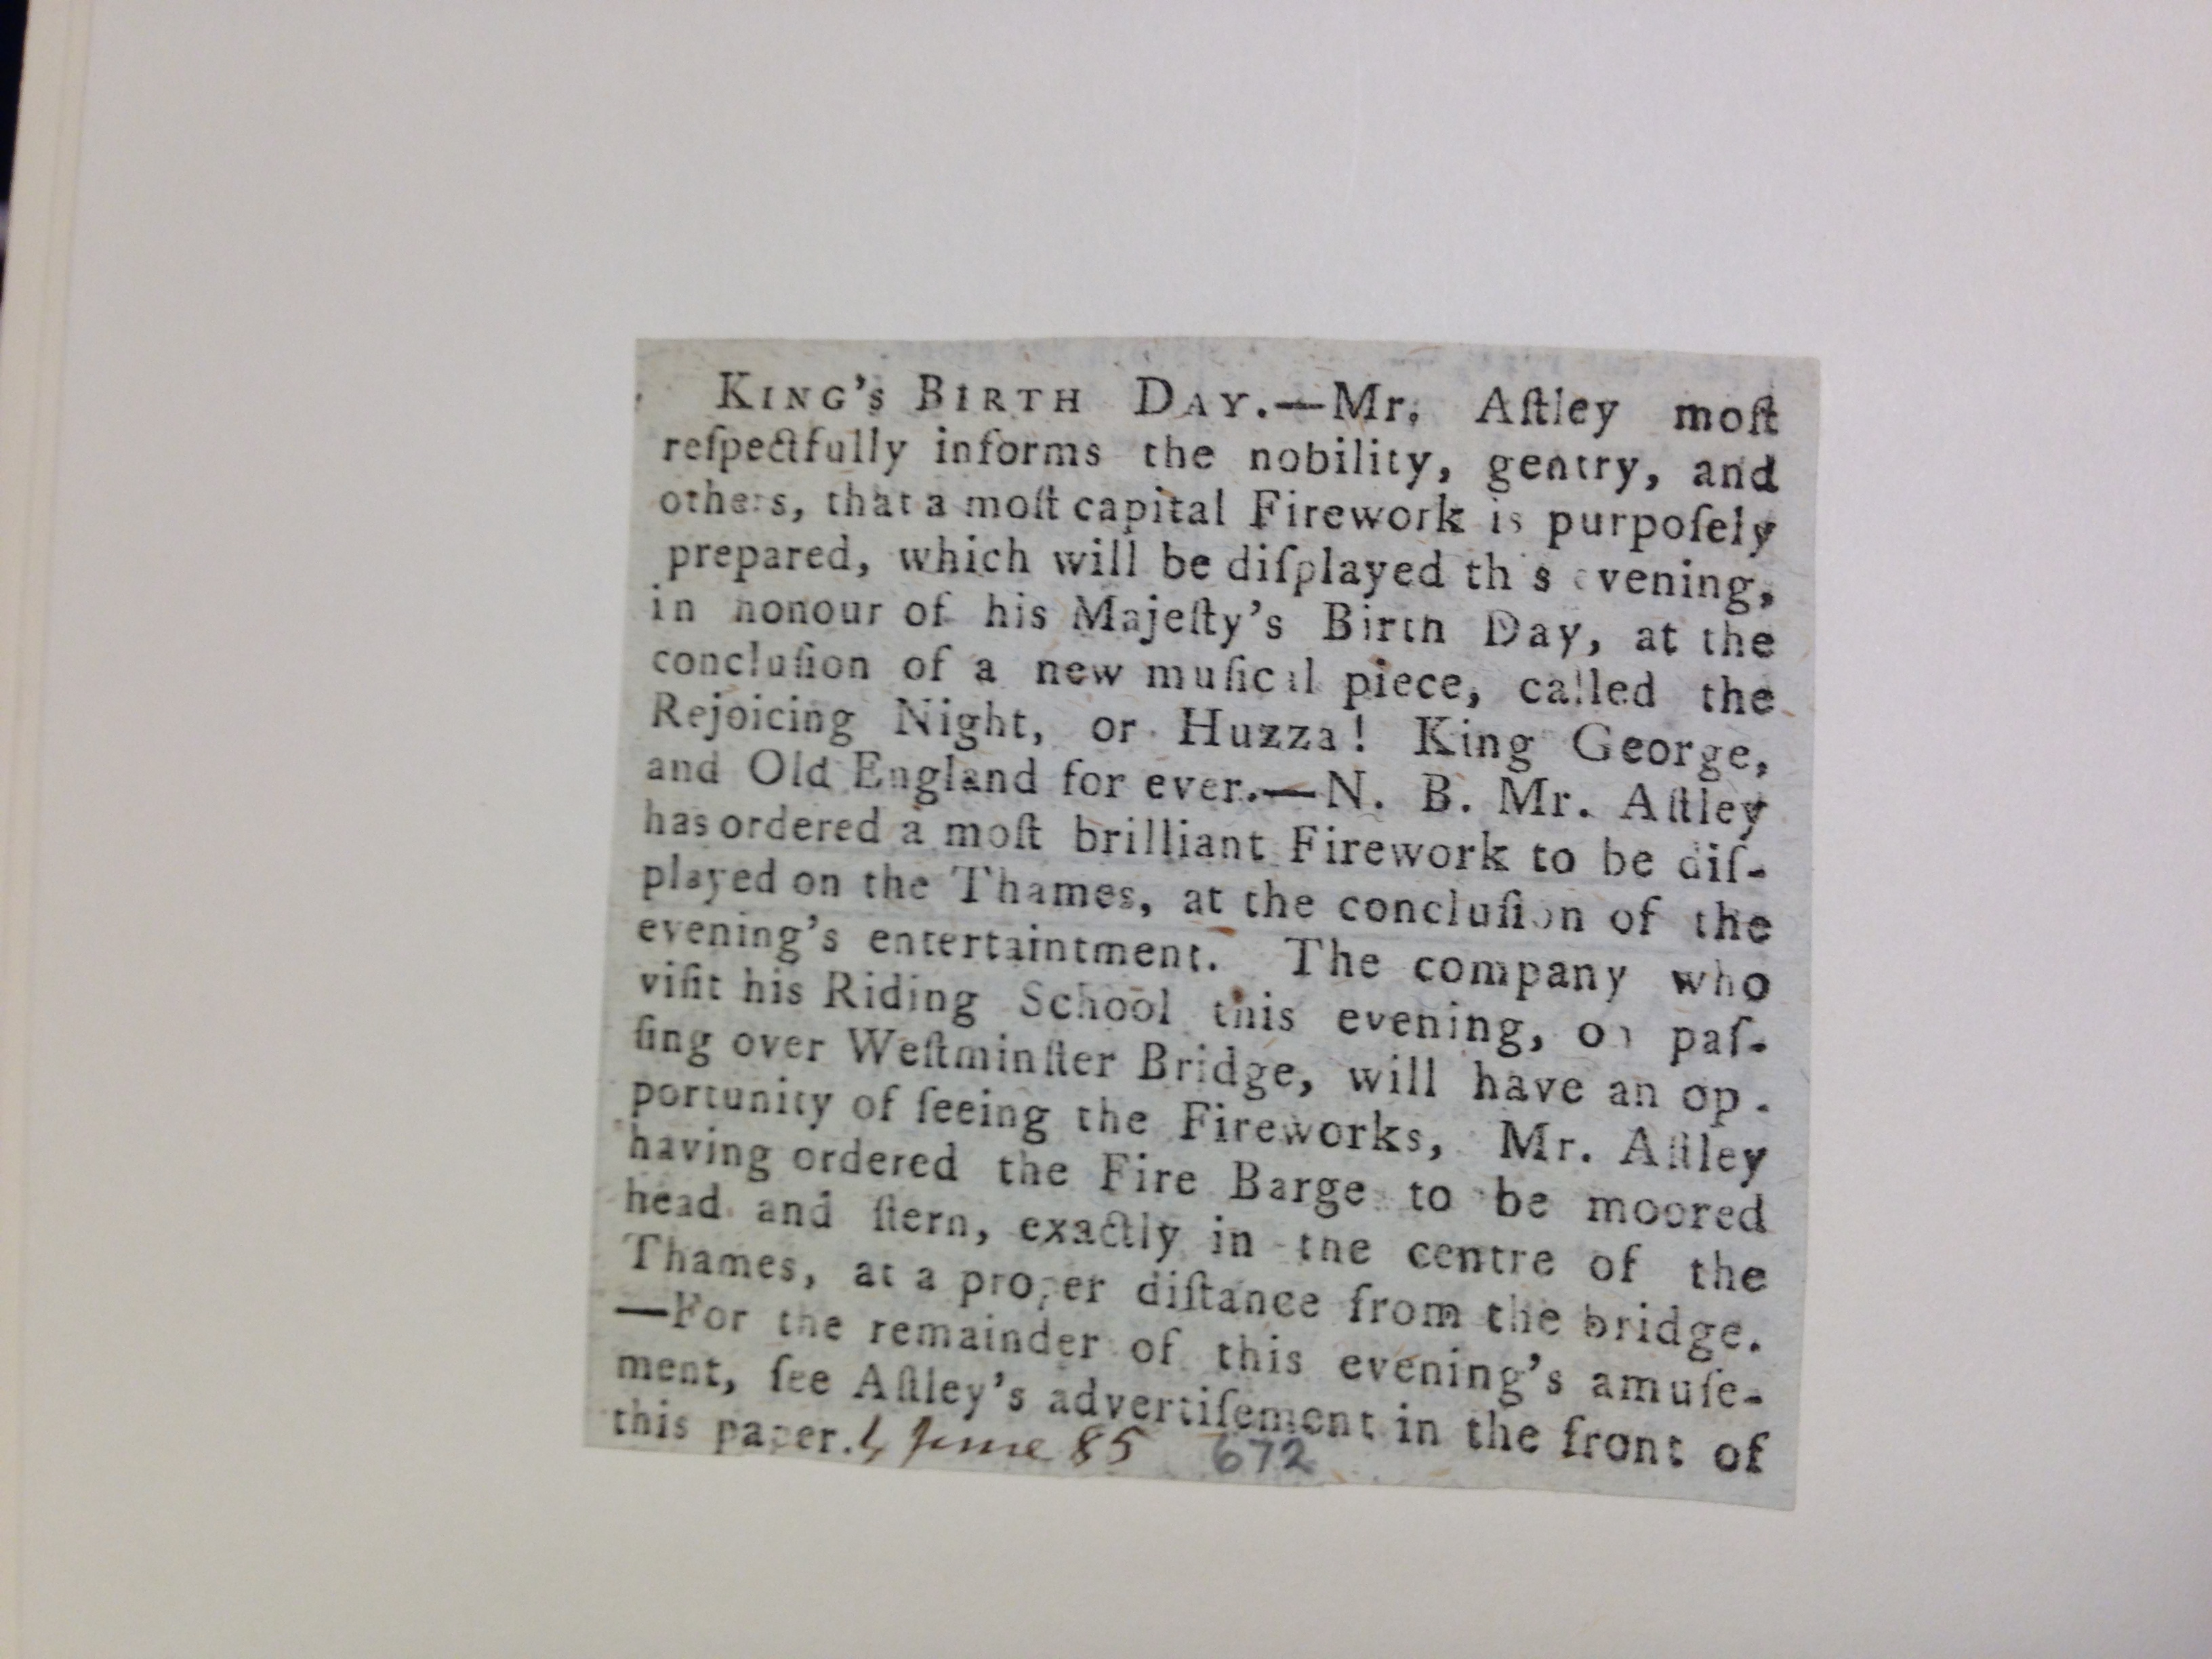 KING's BIRTH DAY.—Mr. Aſtley moſt
reſpectfully informs the nobility, gentry, and
others, that a moſt capital Firework is purpoſely
prepared, which will be diſplayed th s evening,
in honour of his Majeſty's Birth Day, at the
concluſion of a new muſical piece, called the
Rejoicing Night, or Huzza! King George,
and Old England for ever.—N. B. Mr. Aſtley
has ordered a moſt brilliant Firework to be diſ-
played on the Thames, at the concluſion of the
evening's entertaintment. The company who
viſit his Riding School this evening, on paſ-
ſing over Weſtminſter Bridge, will have an op-
portunity of ſeeing the Fireworks, Mr. Aſtley
having ordered the Fire Barge to be moored
head and ſtern, exactly in the centre of the
Thames, at a proper diſtance from the bridge.
—For the remainder of this evening's amuſe-
ment, ſee Aſtley's advertiſement in the front of
this paper. 4 June 85 672